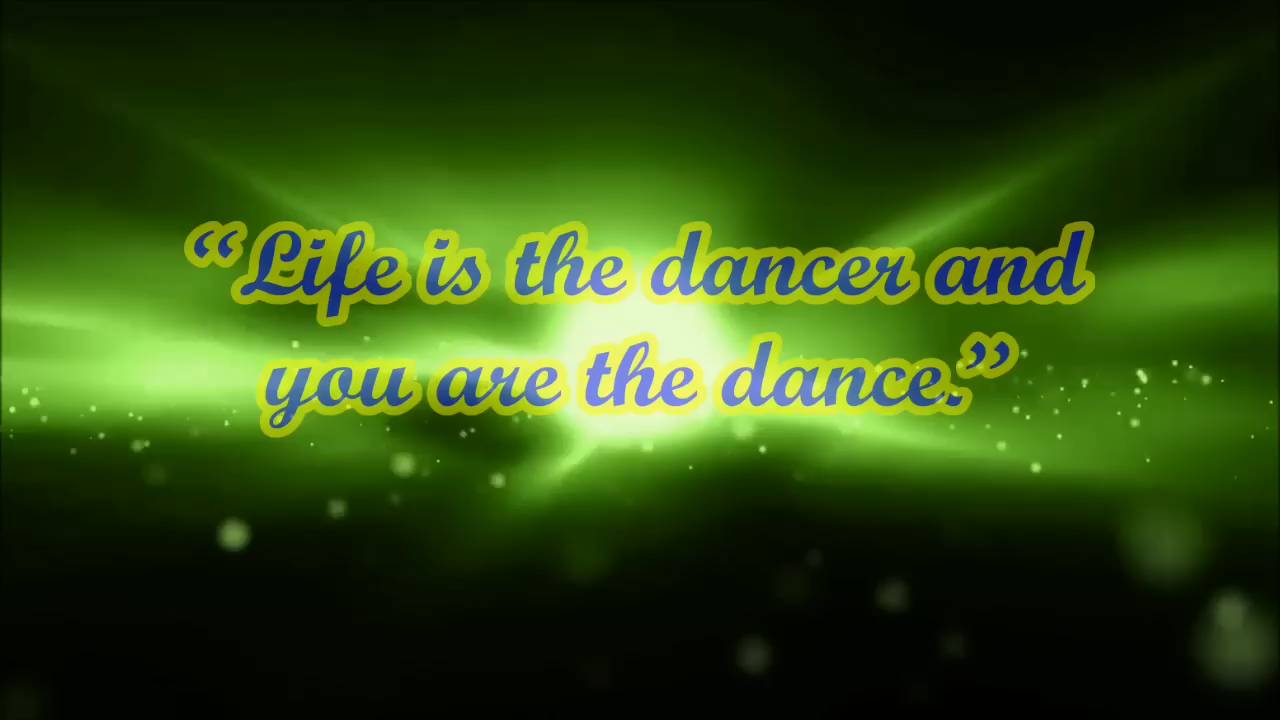 “Life is the dancer and
you are the dance.”